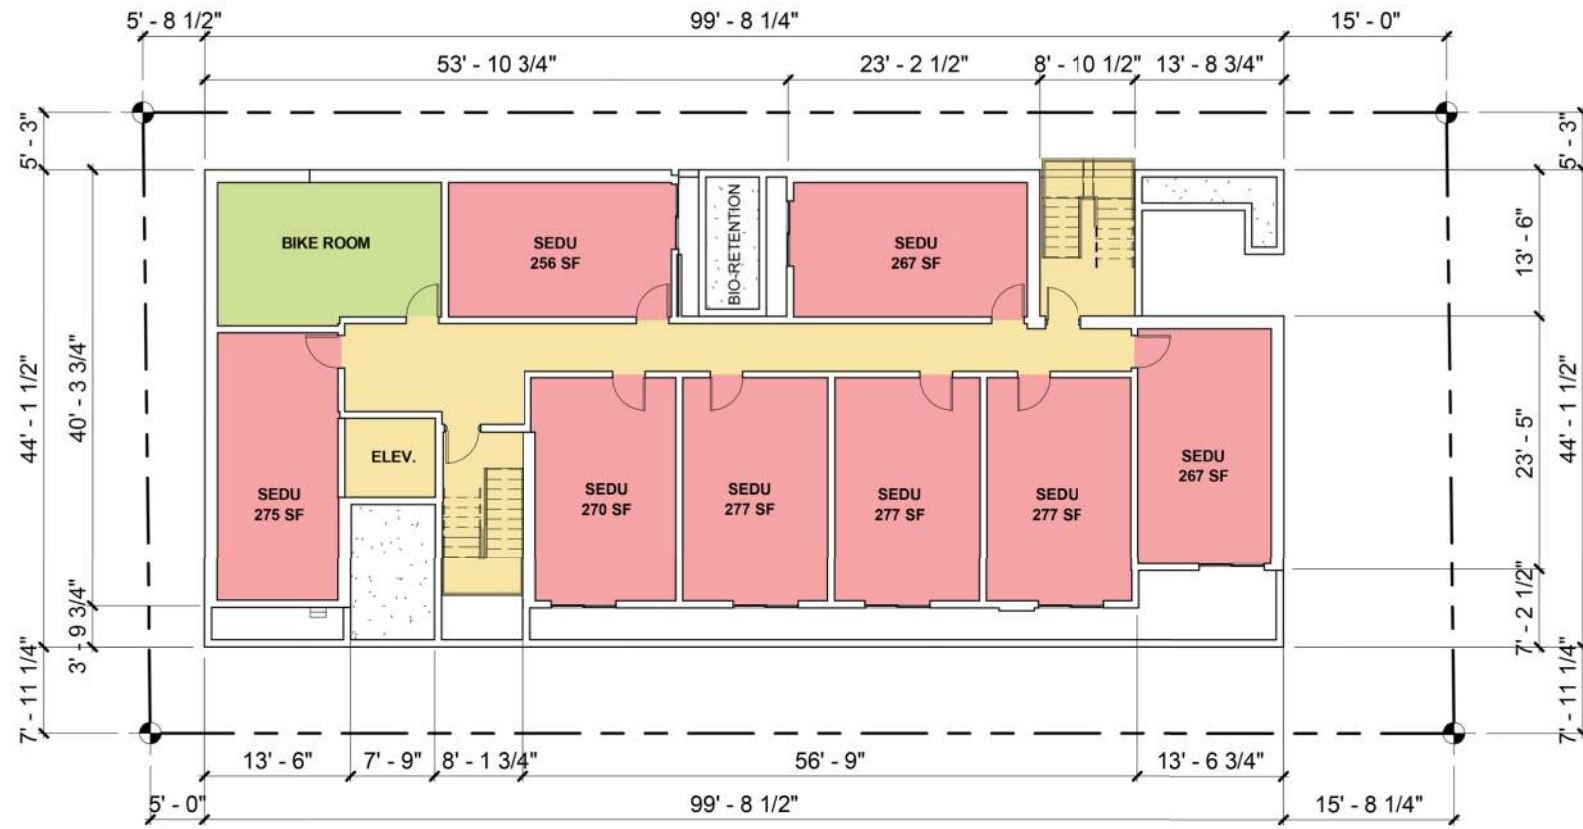 5' - 8 1/2" 99' - 8 1/4" 15' - 0"
53' - 10 3/4" 23' - 2 1/2" 8' - 10 1/2" 13' - 8 3/4"
5' - 3"
5' - 3"
44' - 1 1/2"
40' - 3 3/4"
3' - 9 3/4"
7' - 11 1/4"
BIKE ROOM
SEDU
256 SF
BIO-RETENTION
SEDU
267 SF
13' - 6"
23' - 5"
44' - 1 1/2"
7' - 2 1/2"
7' - 11 1/4"
ELEV.
SEDU
275 SF
SEDU
270 SF
SEDU
277 SF
SEDU
277 SF
SEDU
277 SF
SEDU
267 SF
13' - 6" 7' - 9" 8' - 1 3/4" 56' - 9" 13' - 6 3/4"
5' - 0" 99' - 8 1/2" 15' - 8 1/4"